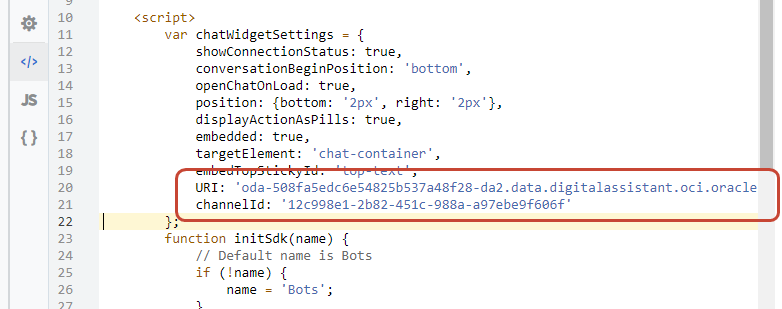 9
10 <script>
11 var chatWidgetSettings = {
12 showConnectionStatus: true,
13 conversationBeginPosition: 'bottom',
14 openChatOnLoad: true,
15 position: {bottom: '2px', right: '2px'},
16 displayActionAsPills: true,
17 embedded: true,
18 targetElement: 'chat-container',
19 embedTopStickyId: 'top-text',
20 URI: 'oda-508fa5edc6e54825b537a48f28-da2.data.digitalassistant.oci.oracle
21 channelId: '12c998e1-2b82-451c-988a-a97ebe9f606f'
22 };
23 function initSdk(name) {
24 // Default name is Bots
25 if (!name) {
26 name = 'Bots';
27 }
</>
JS
{ }